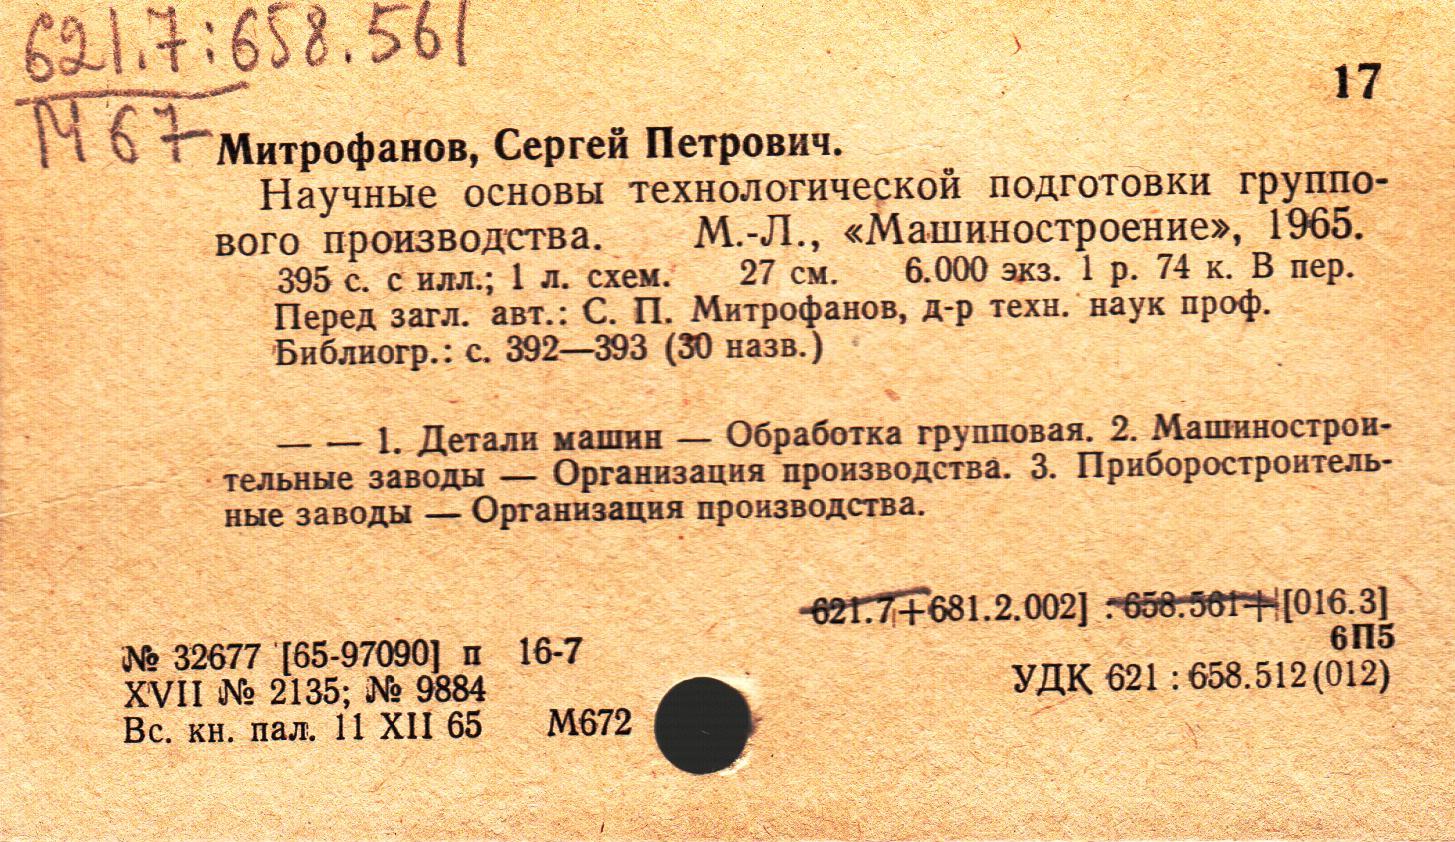 621.7:658.561
М67
17
Митрофанов, Сергей Петрович.
Научные основы технологической подготовки группо-
вого производства. М.-Л., «Машиностроение», 1965.
395 с. с илл.; 1 л. схем. 27 см. 6.000 экз. 1 р. 74 к. В пер.
Перед загл. авт.: С. П. Митрофанов, д-р техн. наук проф.
Библиогр.: с. 392—393 (30 назв.)
— — 1. Детали машин — Обработка групповая. 2. Машинострои-
тельные заводы — Организация производства. 3. Приборостроитель-
ные заводы — Организация производства.
621.7+681.2.002] : 658.561+[016.3]
6П5
№ 32677 [65-97090] п 16-7
УДК 621 : 658.512(012)
XVII № 2135; № 9884
Вс. кн. пал. 11 XII 65 М672